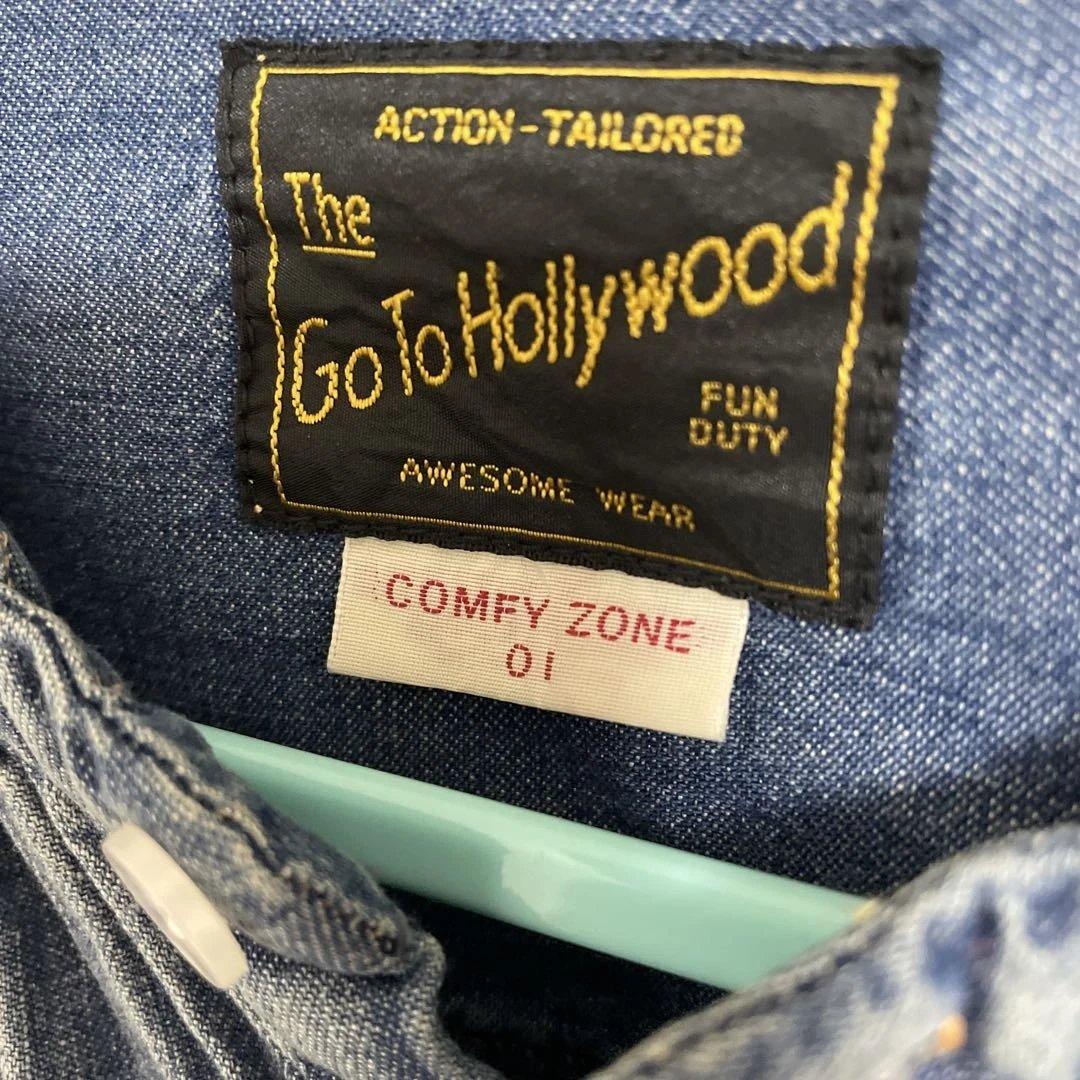 ACTION-TAILORED
The
Go To Hollywood
FUN
DUTY
AWESOME WEAR
COMFY ZONE
01